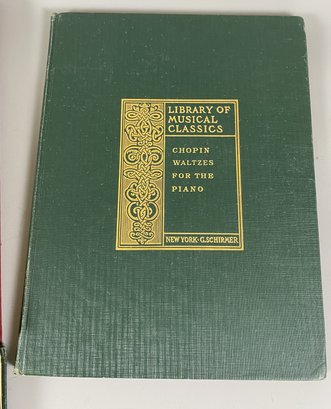 LIBRARY OF
MUSICAL
CLASSICS
CHOPIN
WALTZES
FOR THE
PIANO
NEW YORK · G. SCHIRMER